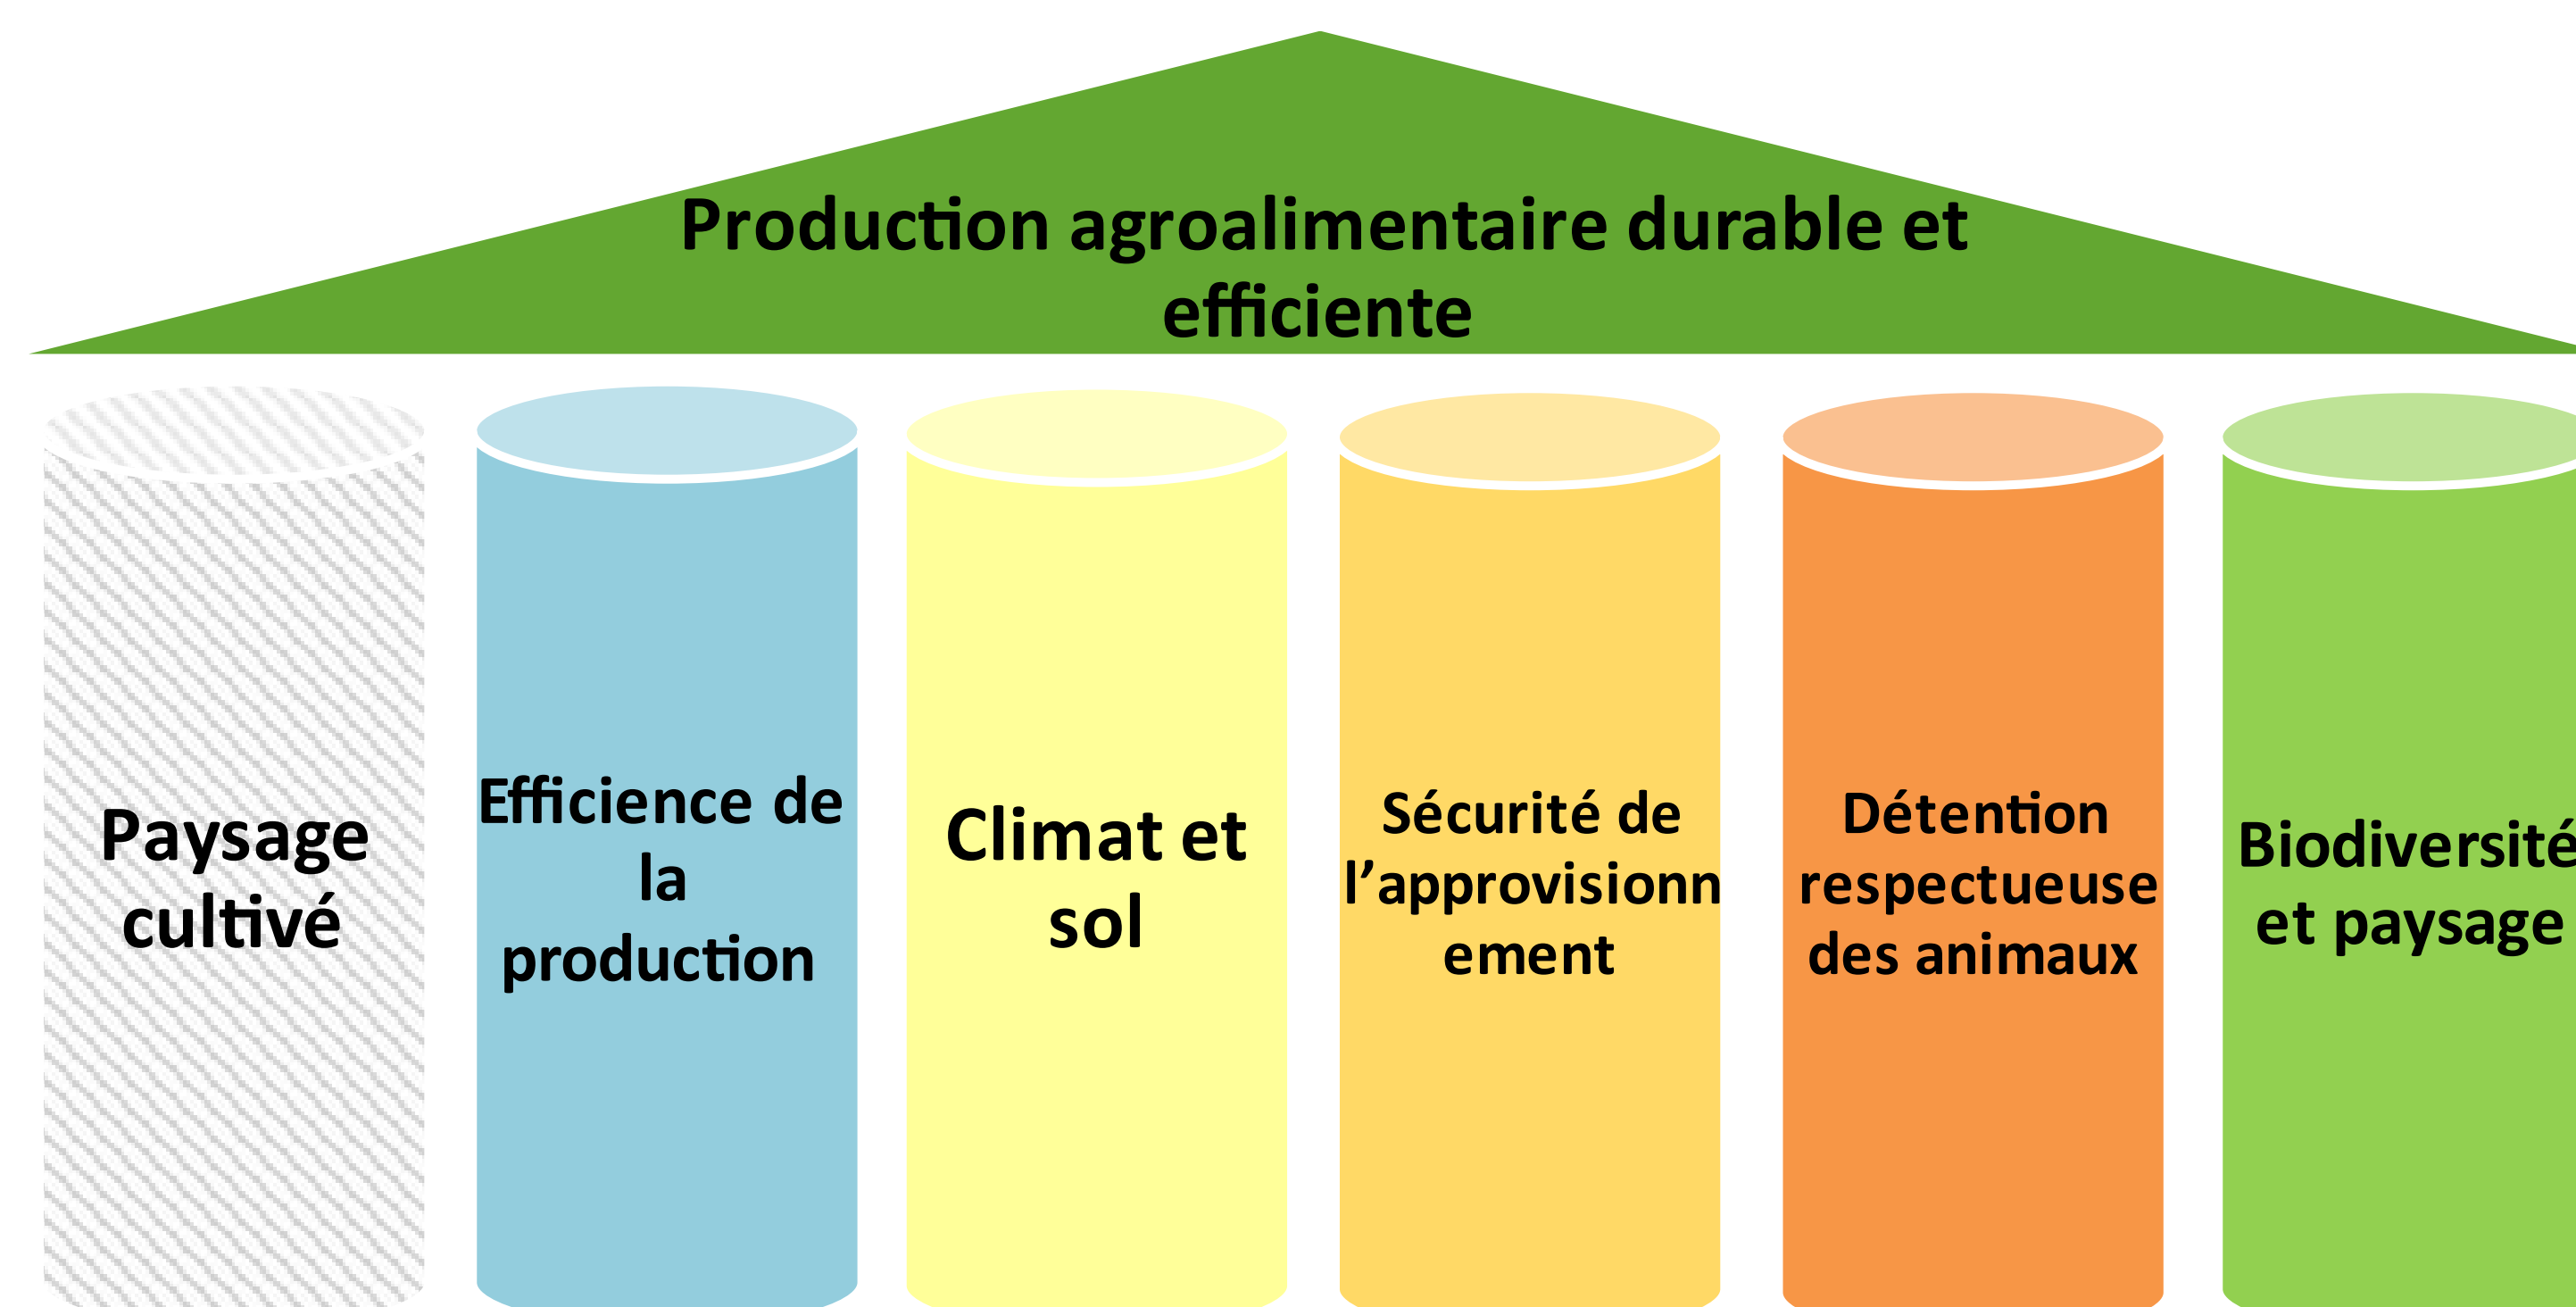 Production agroalimentaire durable et
efficiente
Paysage
cultivé
Efficience de
la
production
Climat et
sol
Sécurité de
l’approvisionn
ement
Détention
respectueuse
des animaux
Biodiversité
et paysage